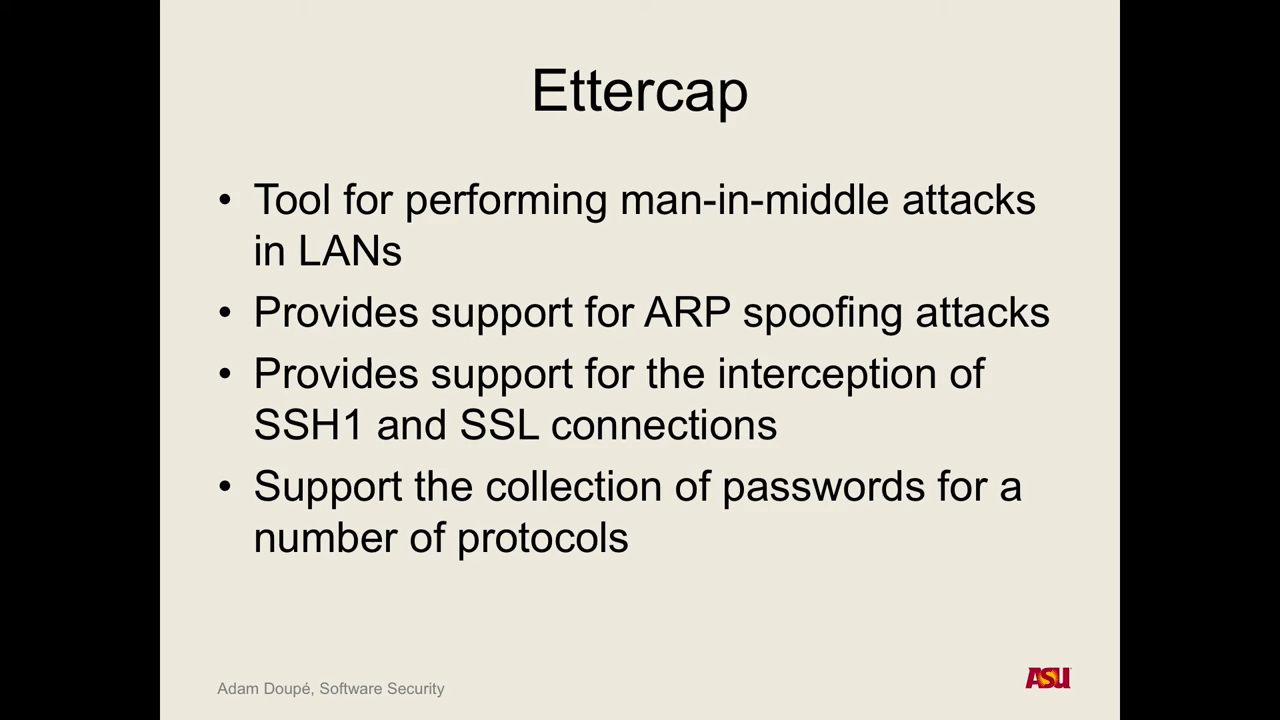 Ettercap
• Tool for performing man-in-middle attacks
in LANs
• Provides support for ARP spoofing attacks
• Provides support for the interception of
SSH1 and SSL connections
• Support the collection of passwords for a
number of protocols
Adam Doupé, Software Security
ASU